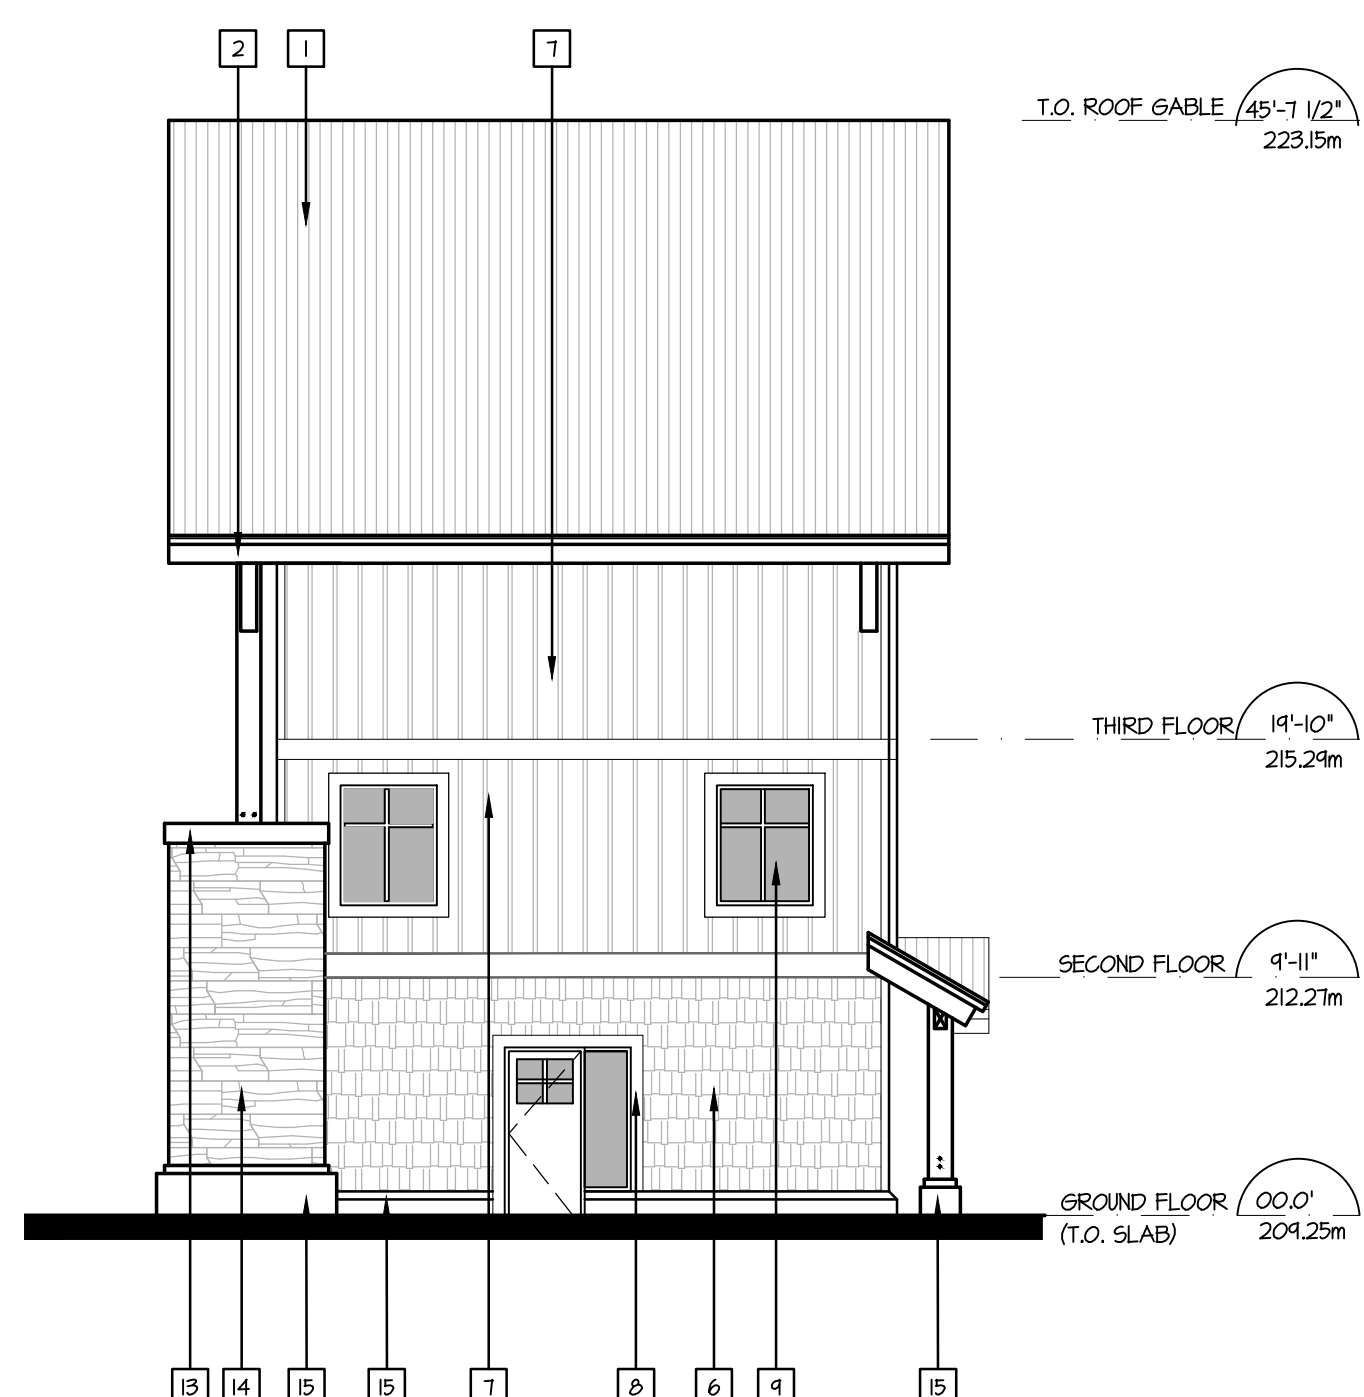 2 1 7
T.O. ROOF GABLE 45'-7 1/2"
223.15m
THIRD FLOOR 19'-10"
215.29m
SECOND FLOOR 9'-11"
212.27m
GROUND FLOOR 00.0'
(T.O. SLAB) 209.25m
13 14 15 15 7 8 6 9 15